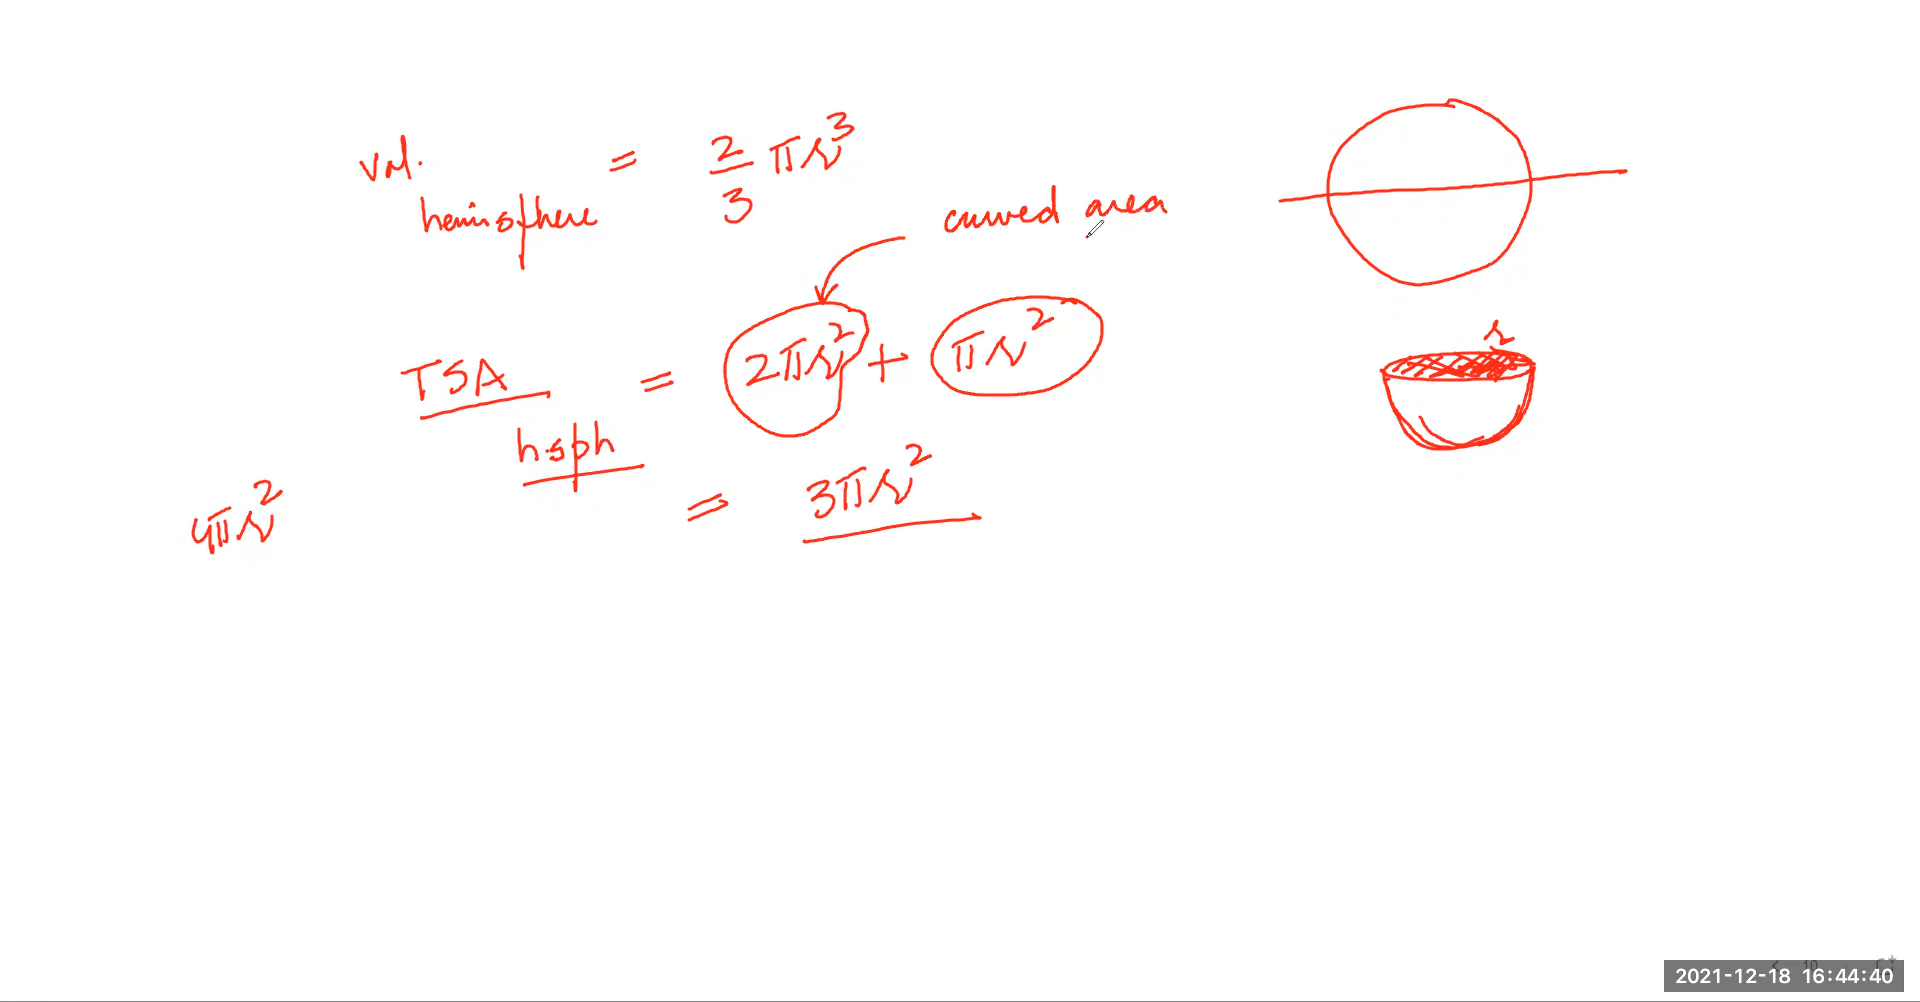 vol. hemisphere = 2/3 πr³
curved area
r
TSA h.sph = 2πr² + πr²
= 3πr²
4πr²
2021-12-18 16:44:40